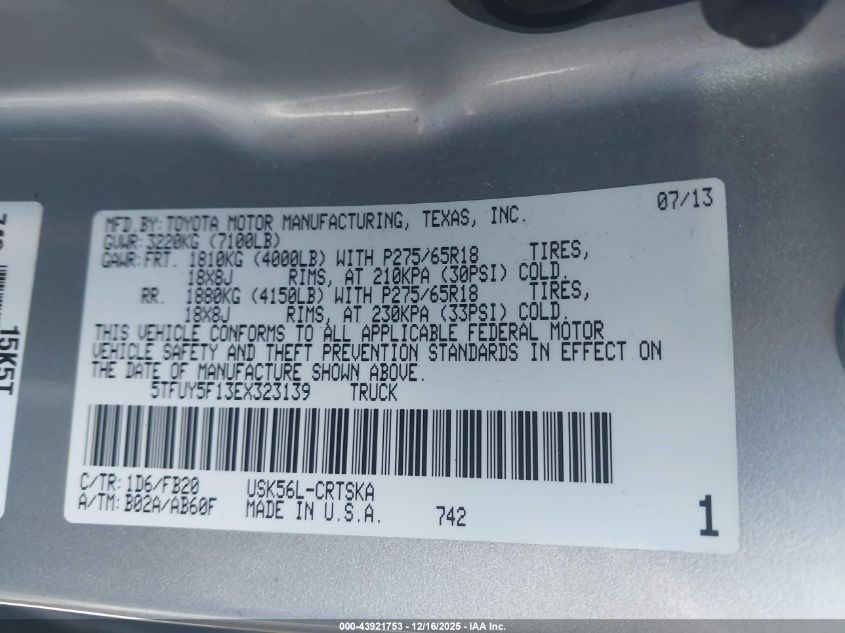 07/13
MFD.BY:TOYOTA MOTOR MANUFACTURING, TEXAS, INC.
GVWR:3220KG (7100LB)
GAWR:FRT. 1810KG (4000LB) WITH P275/65R18 TIRES,
18X8J RIMS, AT 210KPA (30PSI) COLD.
RR. 1880KG (4150LB) WITH P275/65R18 TIRES,
18X8J RIMS, AT 230KPA (33PSI) COLD.
THIS VEHICLE CONFORMS TO ALL APPLICABLE FEDERAL MOTOR
VEHICLE SAFETY AND THEFT PREVENTION STANDARDS IN EFFECT ON
THE DATE OF MANUFACTURE SHOWN ABOVE.
5TFUY5F13EX323139 TRUCK
C/TR:1D6/FB20 USK56L-CRTSKA
A/TM:B02A/AB60F MADE IN U.S.A. 742 1
15K5T
000-43921753 - 12/16/2025 - IAA Inc.